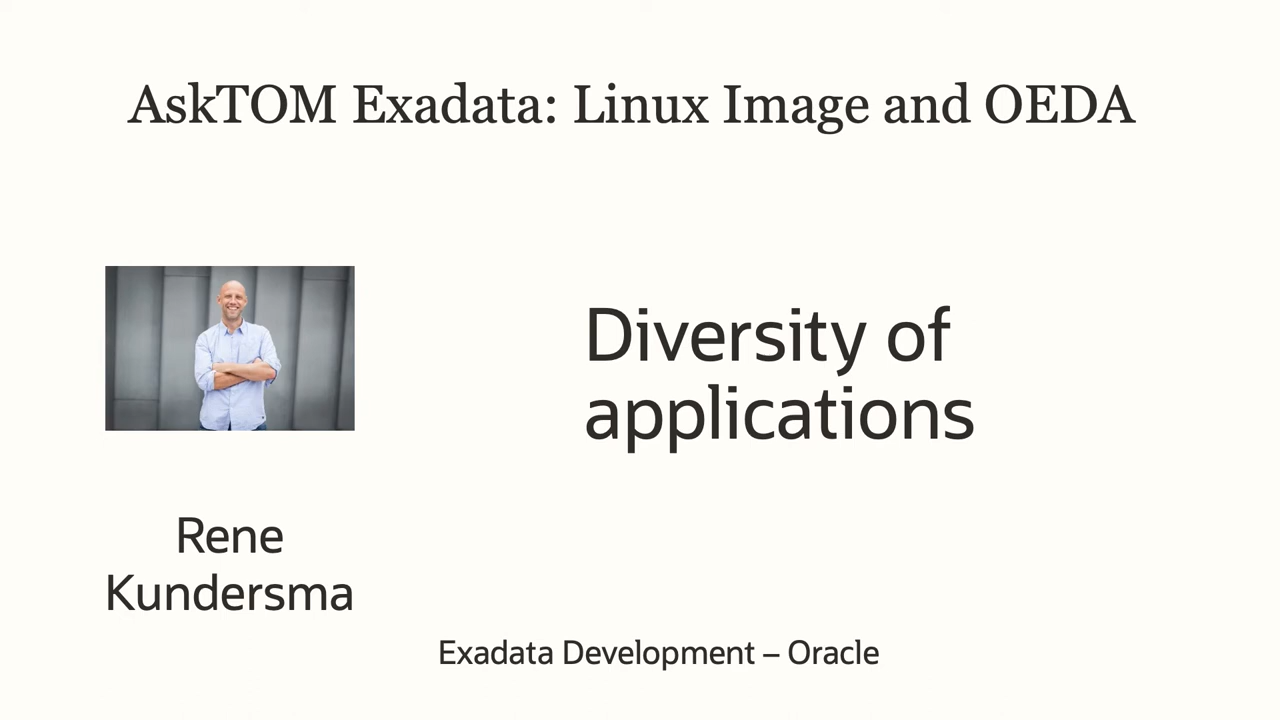 AskTOM Exadata: Linux Image and OEDA
Diversity of
applications
Rene
Kundersma
Exadata Development – Oracle